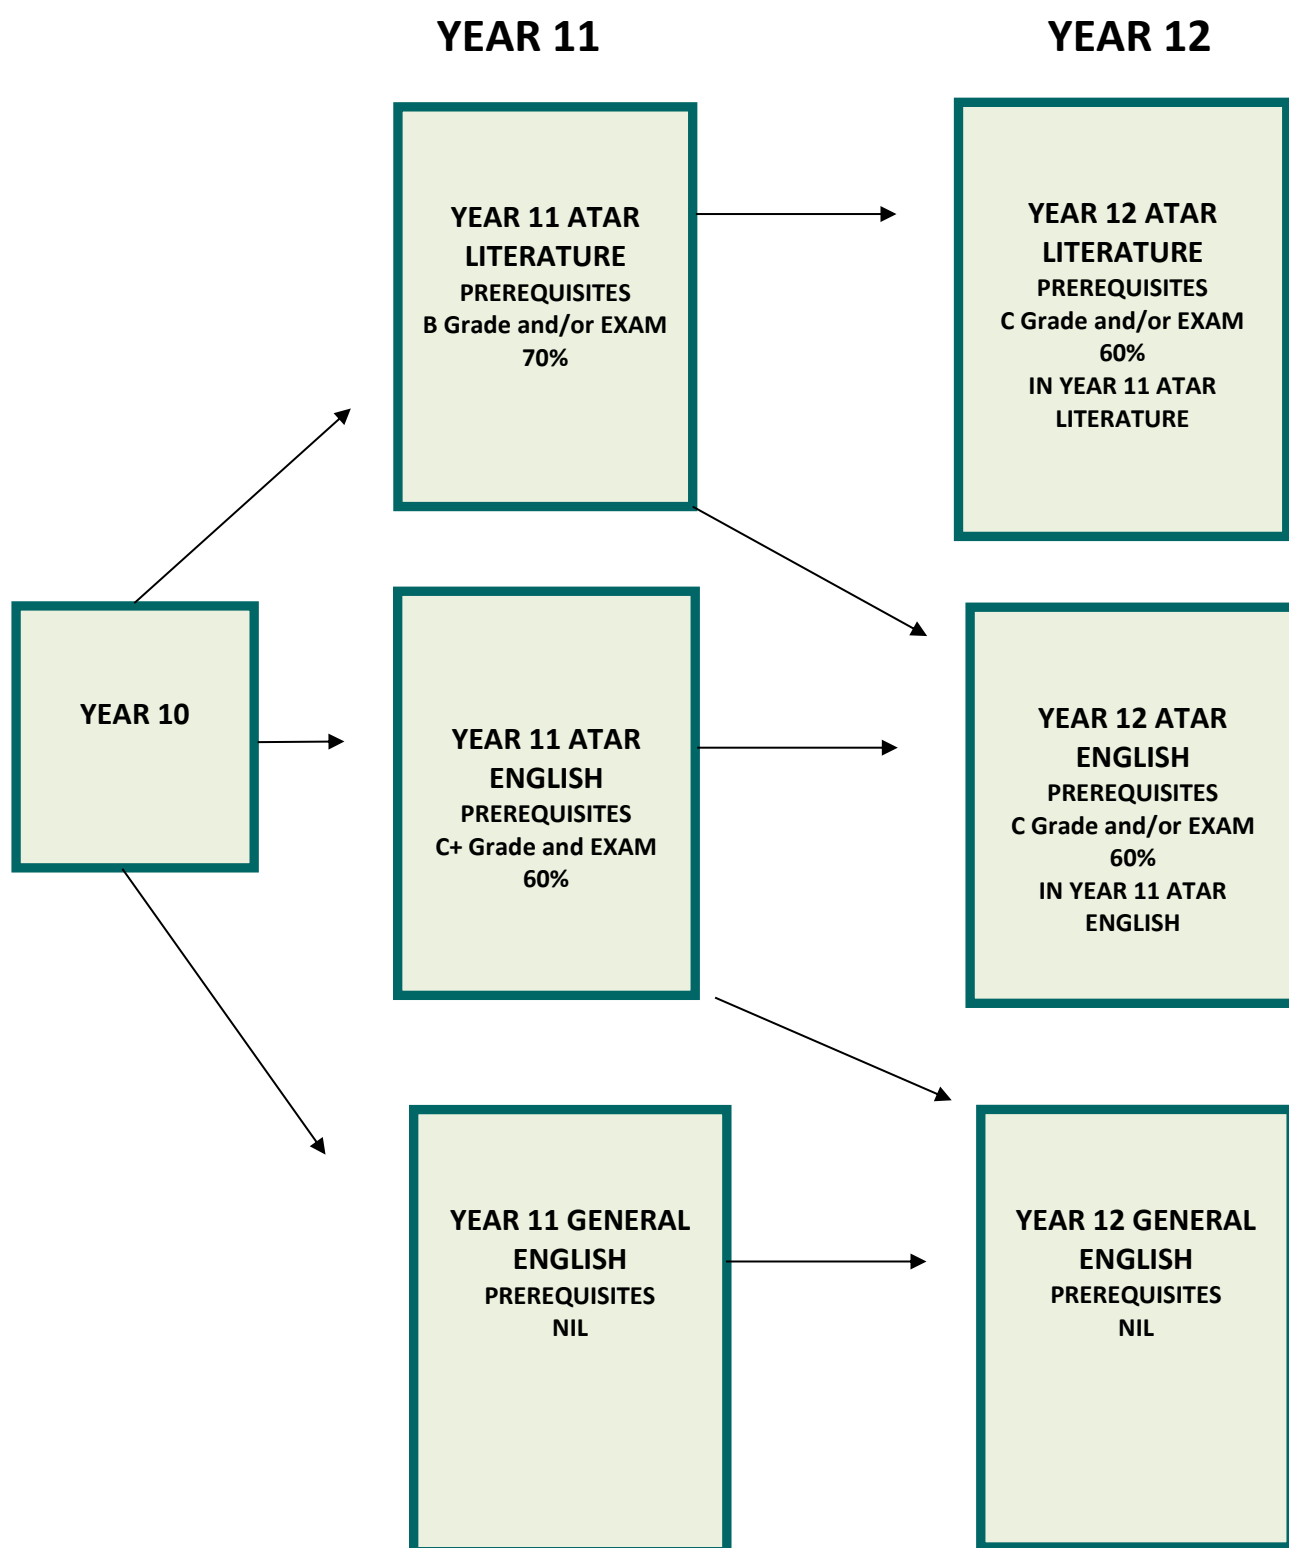 YEAR 11
YEAR 12
YEAR 11 ATAR
LITERATURE
PREREQUISITES
B Grade and/or EXAM
70%
YEAR 12 ATAR
LITERATURE
PREREQUISITES
C Grade and/or EXAM
60%
IN YEAR 11 ATAR
LITERATURE
YEAR 10
YEAR 11 ATAR
ENGLISH
PREREQUISITES
C+ Grade and EXAM
60%
YEAR 12 ATAR
ENGLISH
PREREQUISITES
C Grade and/or EXAM
60%
IN YEAR 11 ATAR
ENGLISH
YEAR 11 GENERAL
ENGLISH
PREREQUISITES
NIL
YEAR 12 GENERAL
ENGLISH
PREREQUISITES
NIL